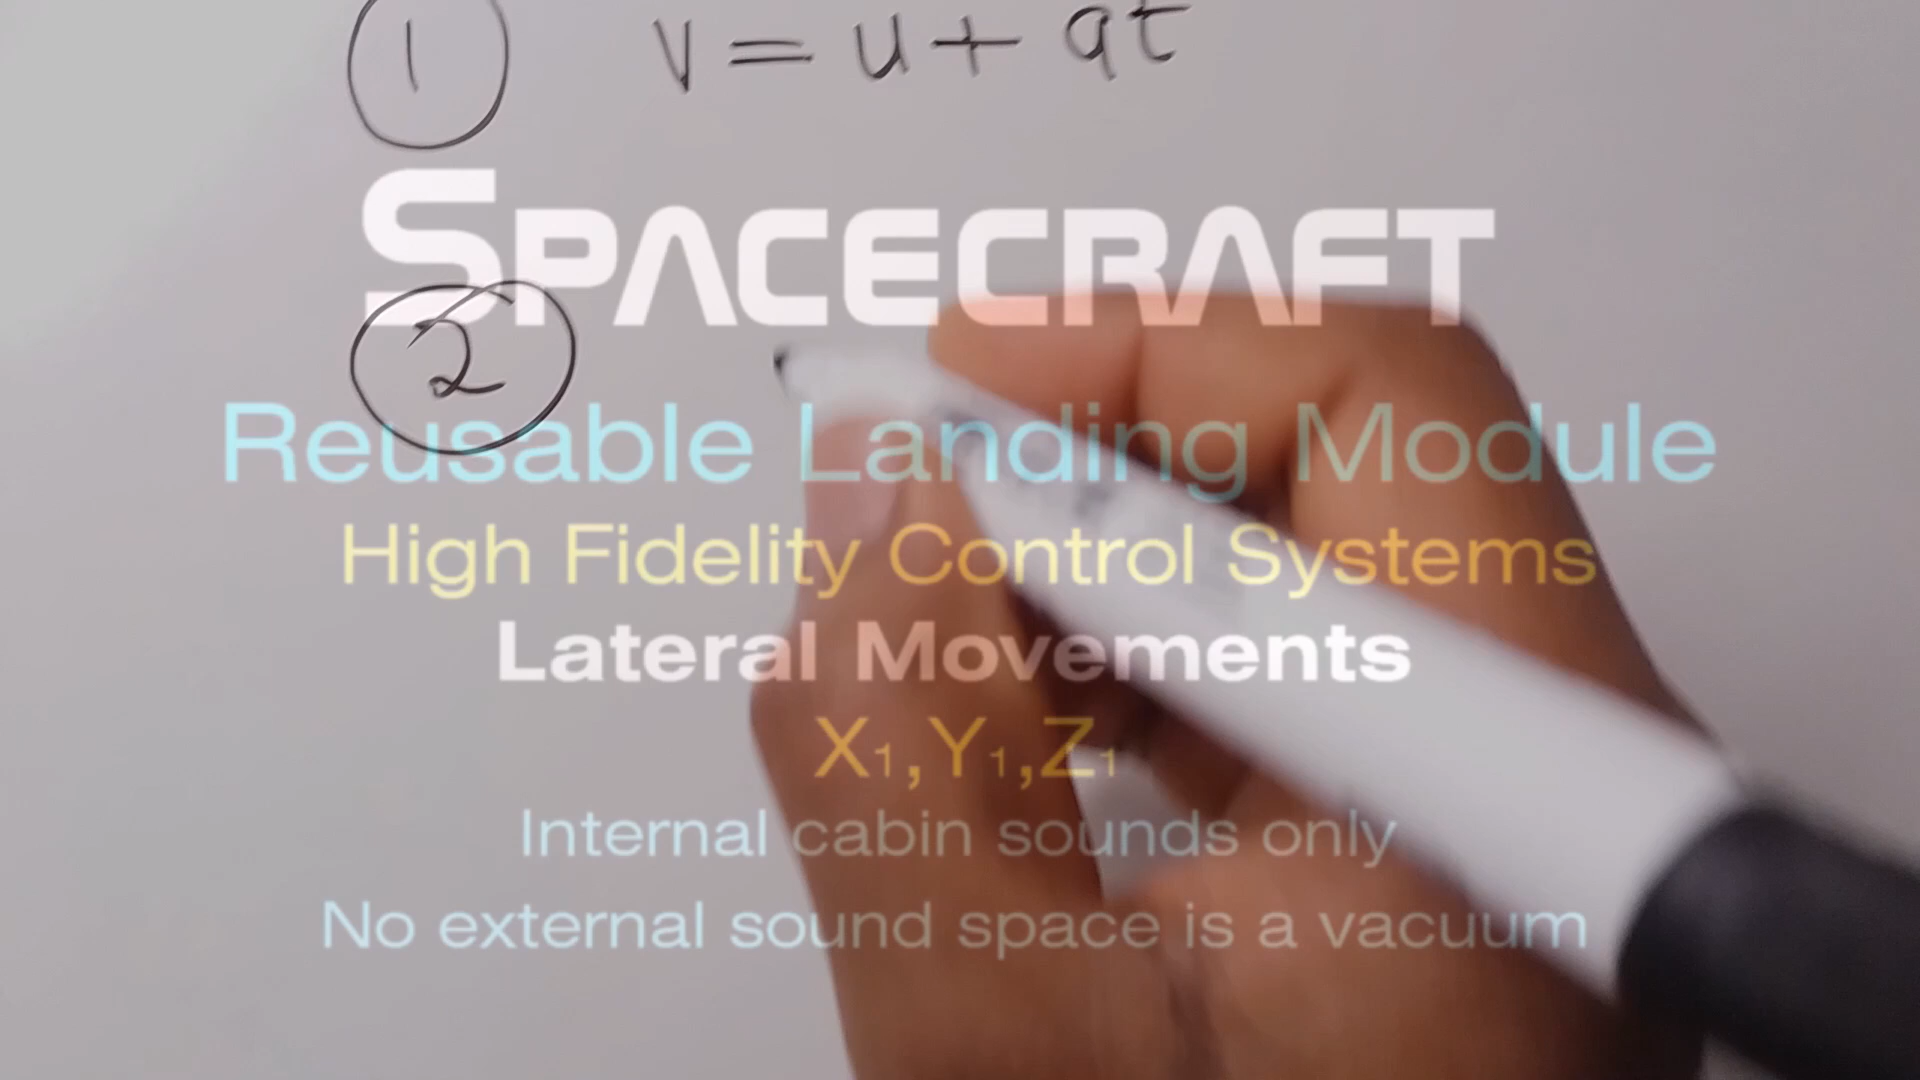 1 v = u + at
SPACECRAFT
2
Reusable Landing Module
High Fidelity Control Systems
Lateral Movements
X1,Y1,Z1
Internal cabin sounds only
No external sound space is a vacuum